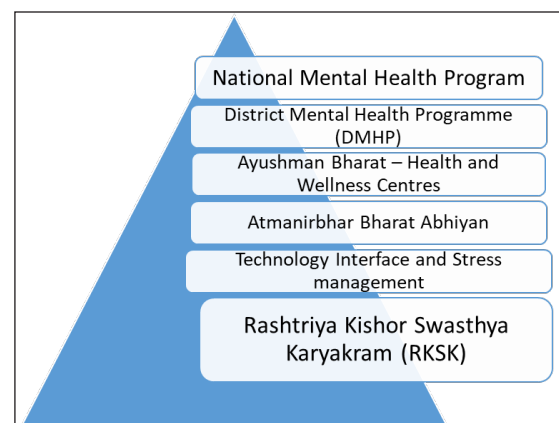 National Mental Health Program
District Mental Health Programme
(DMHP)
Ayushman Bharat – Health and
Wellness Centres
Atmanirbhar Bharat Abhiyan
Technology Interface and Stress
management
Rashtriya Kishor Swasthya
Karyakram (RKSK)